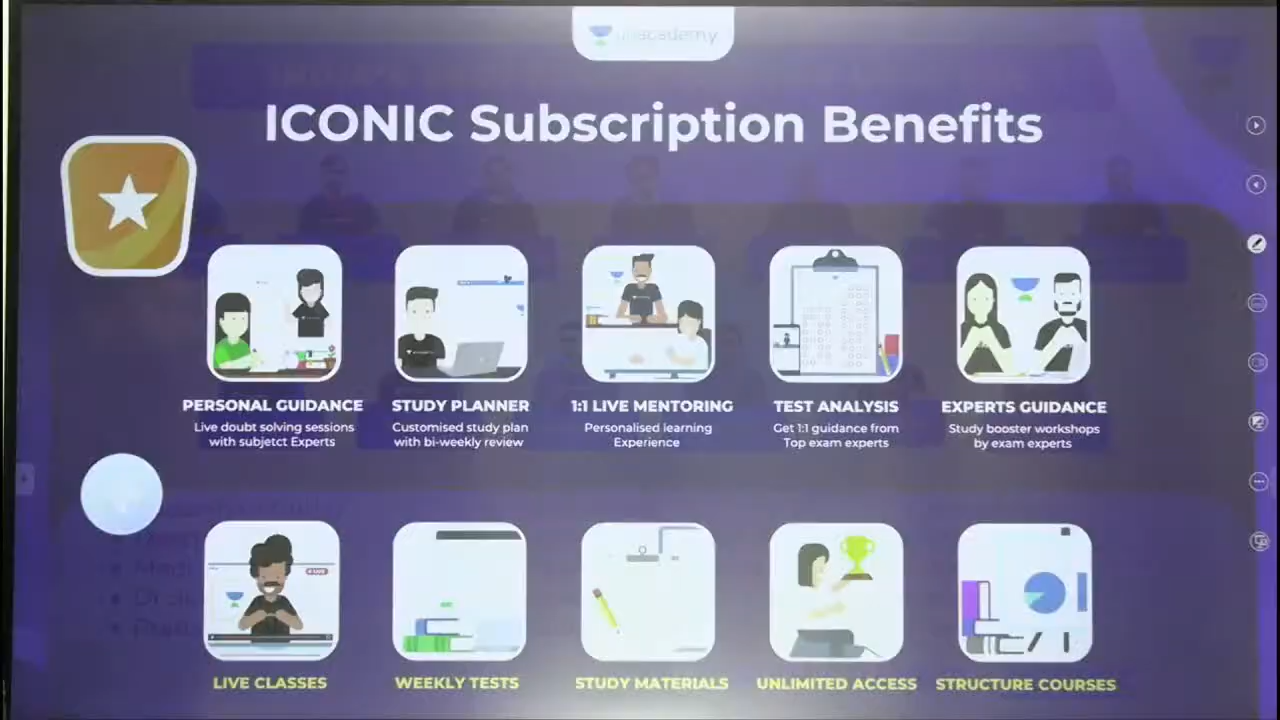 unacademy
ICONIC Subscription Benefits
PERSONAL GUIDANCE
Live doubt solving sessions
with subjetct Experts
STUDY PLANNER
Customised study plan
with bi-weekly review
1:1 LIVE MENTORING
Personalised learning
Experience
TEST ANALYSIS
Get 1:1 guidance from
Top exam experts
EXPERTS GUIDANCE
Study booster workshops
by exam experts
LIVE CLASSES
WEEKLY TESTS
STUDY MATERIALS
UNLIMITED ACCESS
STRUCTURE COURSES